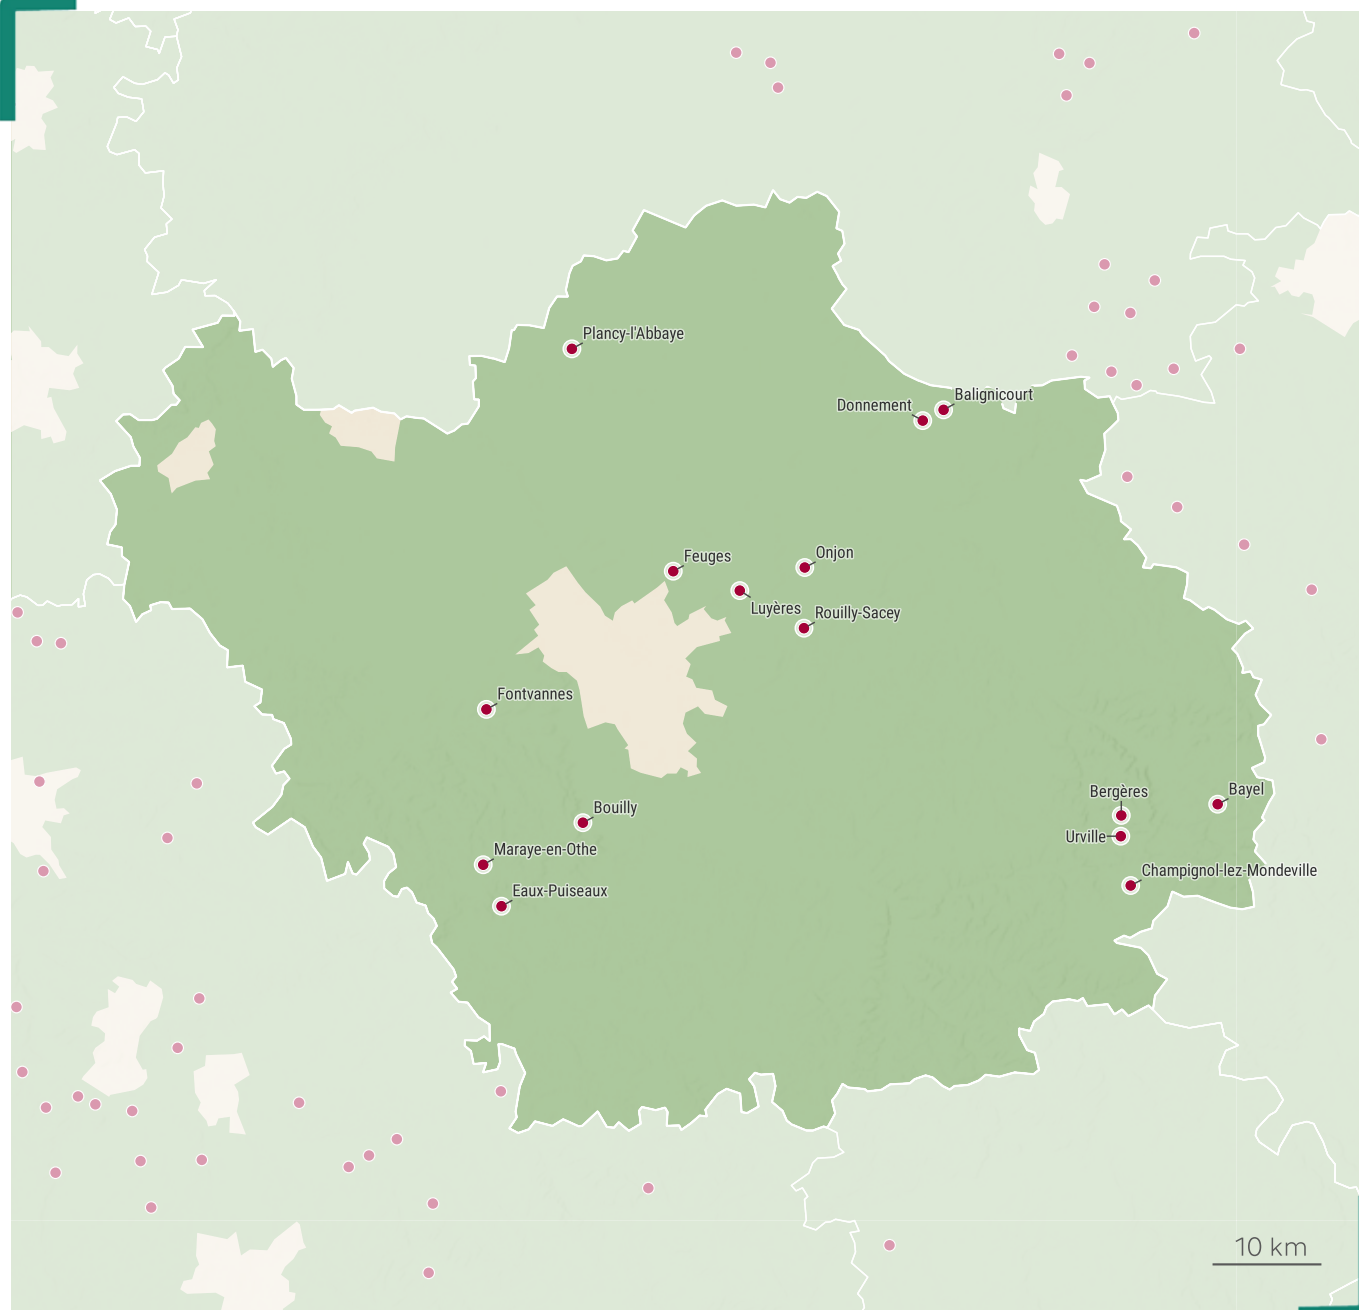 Plancy-l'Abbaye
Balignicourt
Donnement
Onjon
Feuges
Luyères
Rouilly-Sacey
Fontvannes
Bayel
Bergères
Bouilly
Urville
Maraye-en-Othe
Champignol-lez-Mondeville
Eaux-Puiseaux
10 km